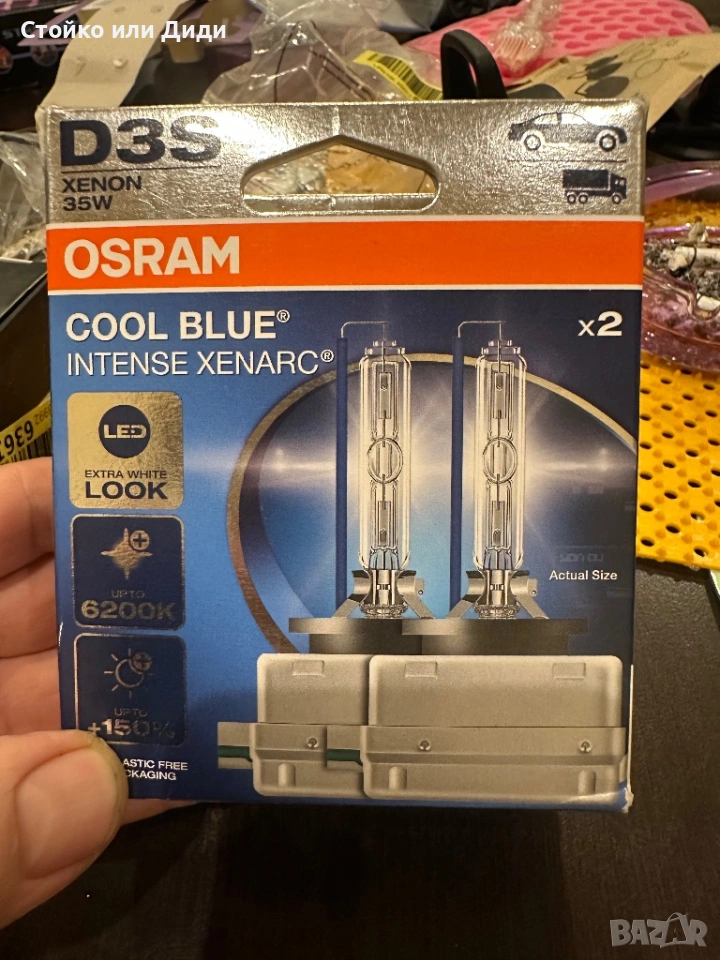 Стойко или Диди
D3S
XENON
35W
OSRAM
COOL BLUE®
INTENSE XENARC®
x2
LED
EXTRA WHITE
LOOK
UP TO
6200K
Actual Size
UP TO
+150%
PLASTIC FREE
PACKAGING
BAZAR